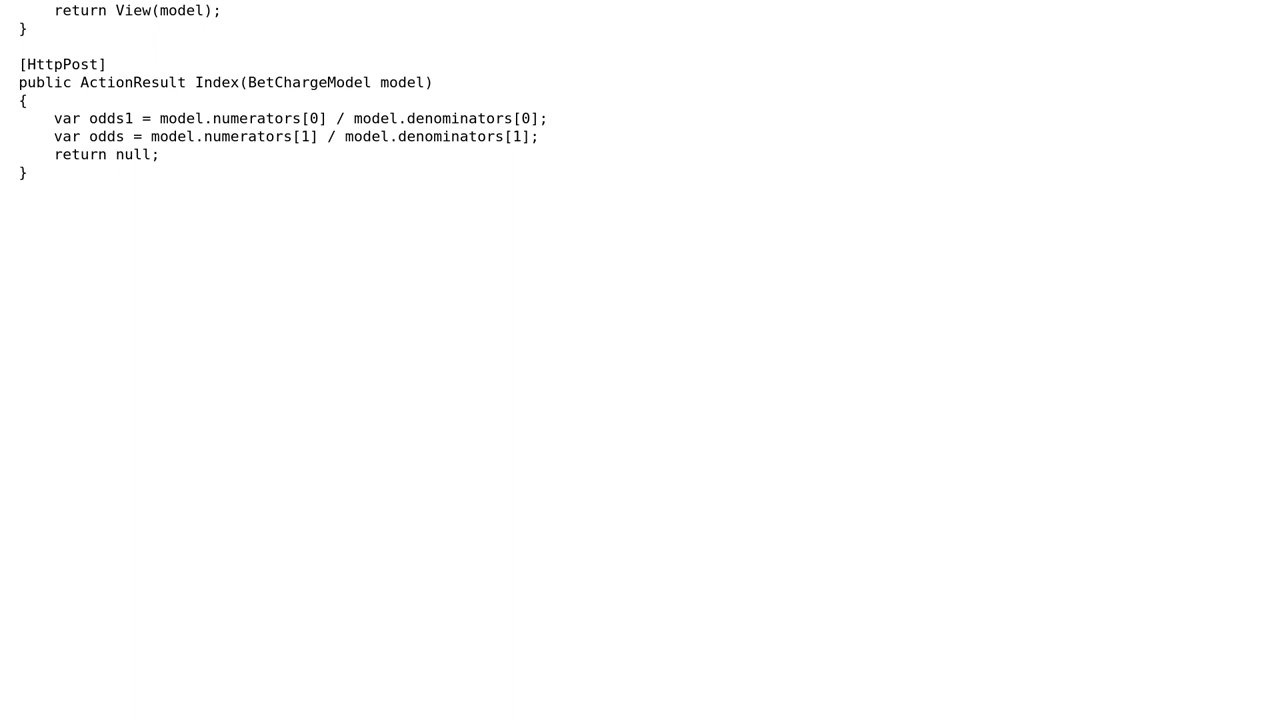 return View(model);
}

[HttpPost]
public ActionResult Index(BetChargeModel model)
{
    var odds1 = model.numerators[0] / model.denominators[0];
    var odds = model.numerators[1] / model.denominators[1];
    return null;
}